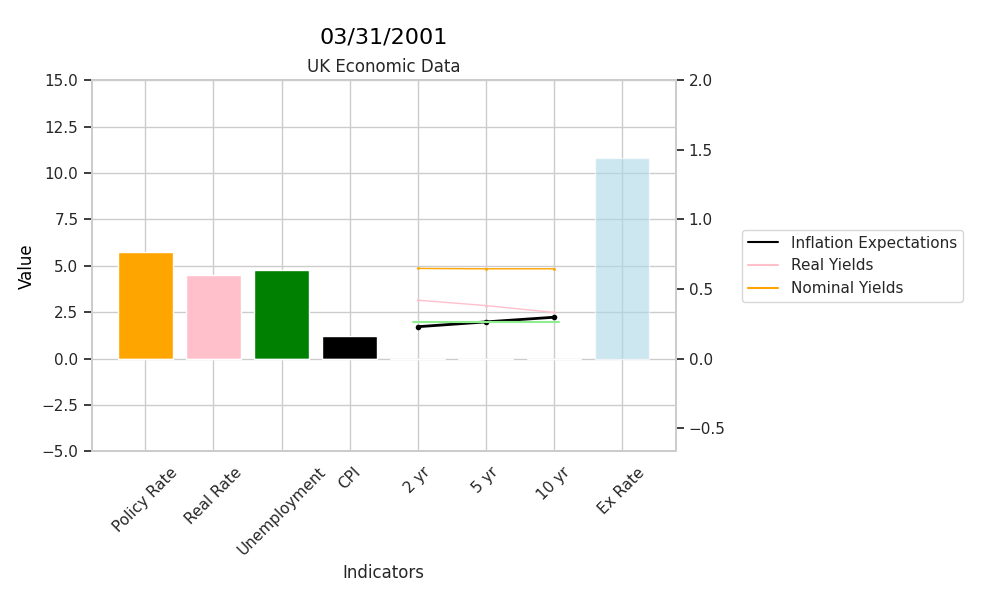 03/31/2001
UK Economic Data
15.0
12.5
10.0
7.5
5.0
2.5
0.0
−2.5
−5.0
Value
2.0
1.5
1.0
0.5
0.0
−0.5
Inflation Expectations
Real Yields
Nominal Yields
Policy Rate
Real Rate
Unemployment
CPI
2 yr
5 yr
10 yr
Ex Rate
Indicators